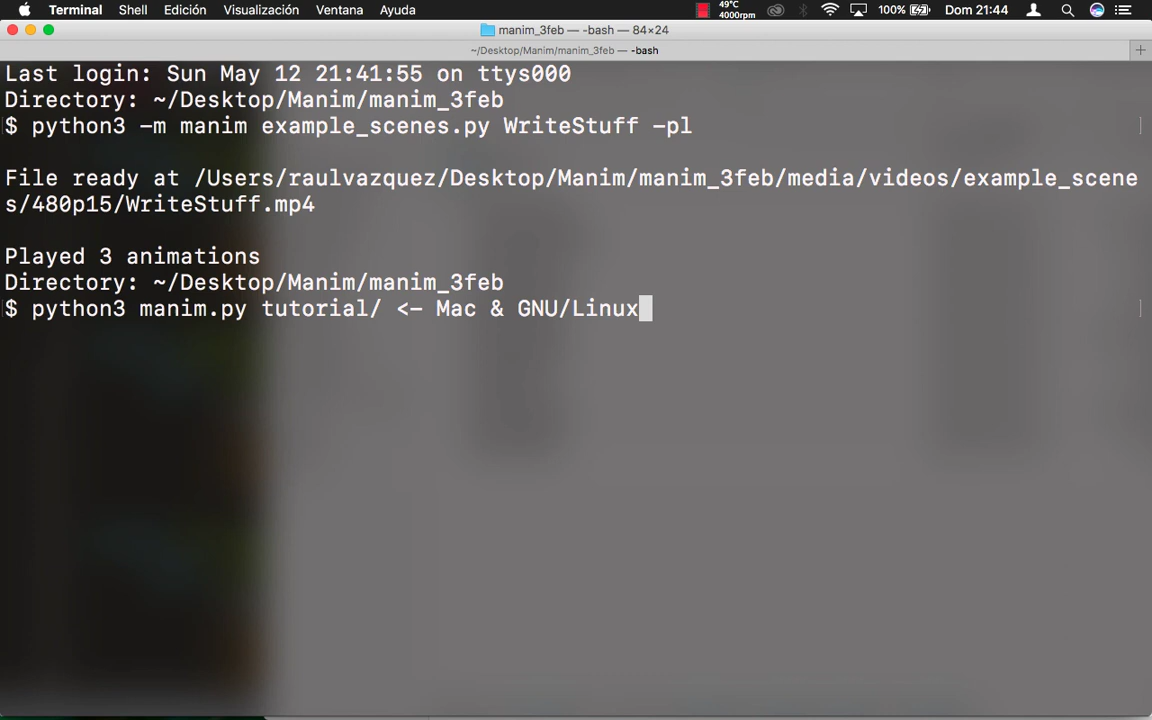 Terminal Shell Edición Visualización Ventana Ayuda 49°C 4000rpm 100% Dom 21:44
manim_3feb — -bash — 84×24
~/Desktop/Manim/manim_3feb — -bash
Last login: Sun May 12 21:41:55 on ttys000
Directory: ~/Desktop/Manim/manim_3feb
$ python3 -m manim example_scenes.py WriteStuff -pl
File ready at /Users/raulvazquez/Desktop/Manim/manim_3feb/media/videos/example_scene
s/480p15/WriteStuff.mp4
Played 3 animations
Directory: ~/Desktop/Manim/manim_3feb
$ python3 manim.py tutorial/ <- Mac & GNU/Linux